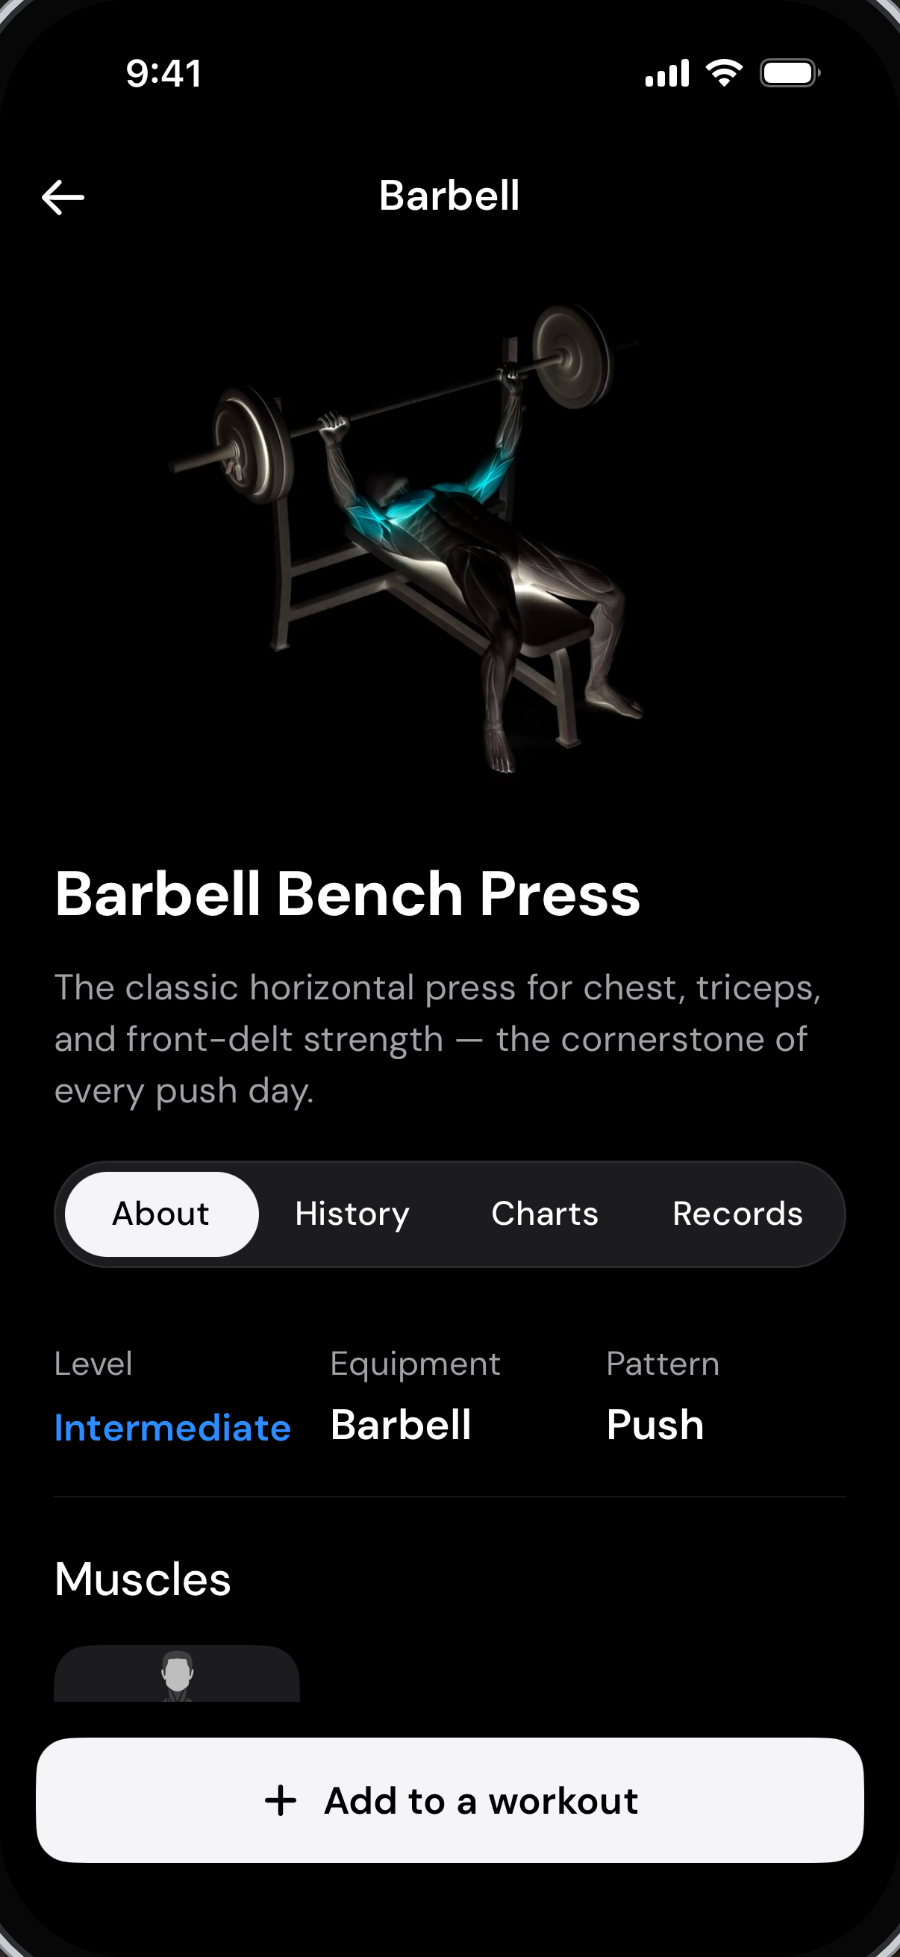 9:41
Barbell
Barbell Bench Press
The classic horizontal press for chest, triceps,
and front-delt strength — the cornerstone of
every push day.
About History Charts Records
Level Equipment Pattern
Intermediate Barbell Push
Muscles
+ Add to a workout